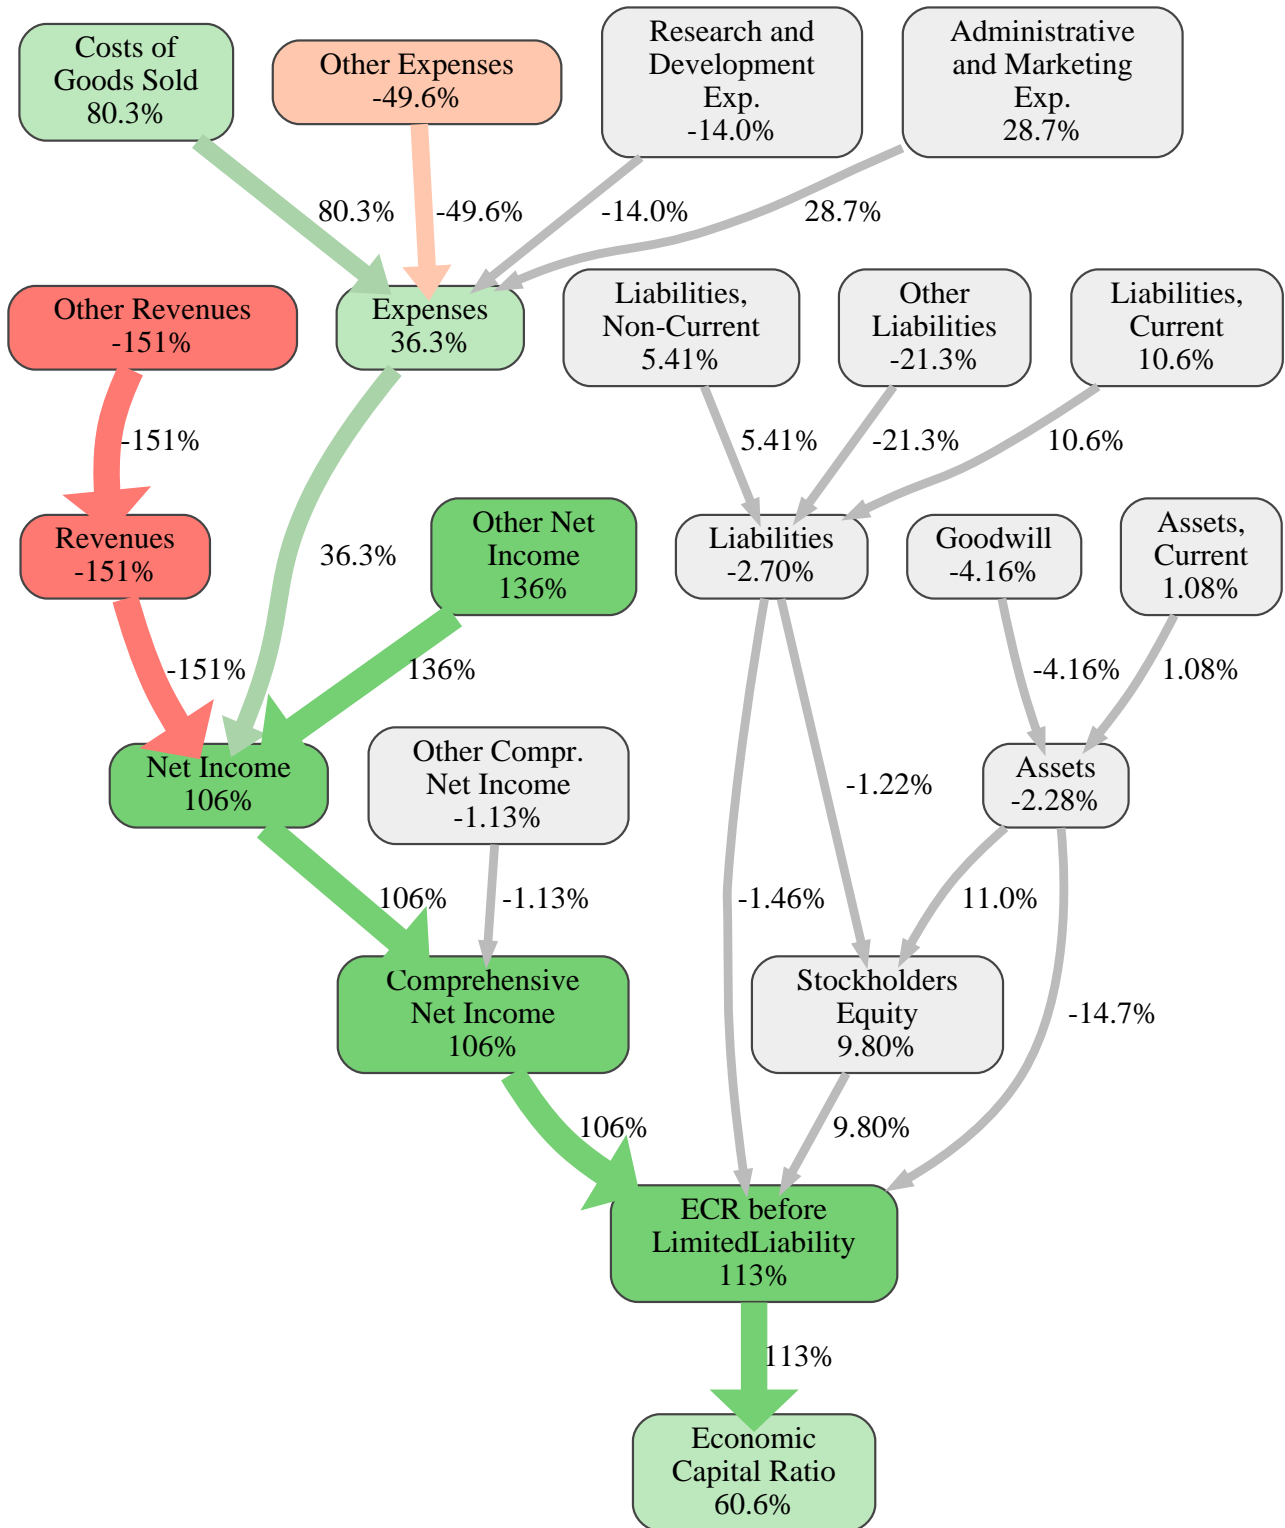 Costs of
Goods Sold
80.3%
Other Expenses
-49.6%
Research and
Development
Exp.
-14.0%
Administrative
and Marketing
Exp.
28.7%
80.3%
-49.6%
-14.0%
28.7%
Other Revenues
-151%
Expenses
36.3%
Liabilities,
Non-Current
5.41%
Other
Liabilities
-21.3%
Liabilities,
Current
10.6%
-151%
5.41%
-21.3%
10.6%
Revenues
-151%
36.3%
Other Net
Income
136%
Liabilities
-2.70%
Goodwill
-4.16%
Assets,
Current
1.08%
-151%
136%
-4.16%
1.08%
Net Income
106%
Other Compr.
Net Income
-1.13%
-1.22%
Assets
-2.28%
106%
-1.13%
-1.46%
11.0%
Comprehensive
Net Income
106%
Stockholders
Equity
9.80%
-14.7%
106%
9.80%
ECR before
LimitedLiability
113%
113%
Economic
Capital Ratio
60.6%